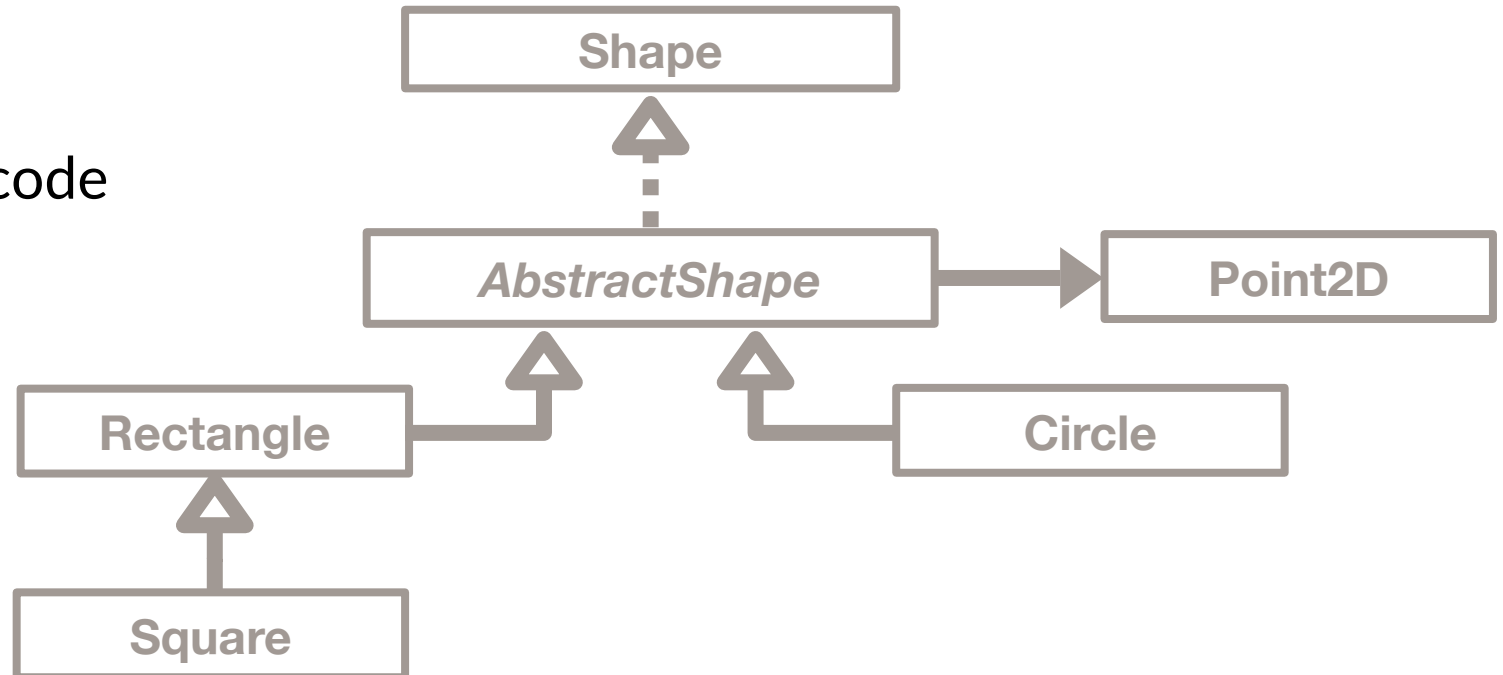 Shape
code
AbstractShape
Point2D
Rectangle
Circle
Square